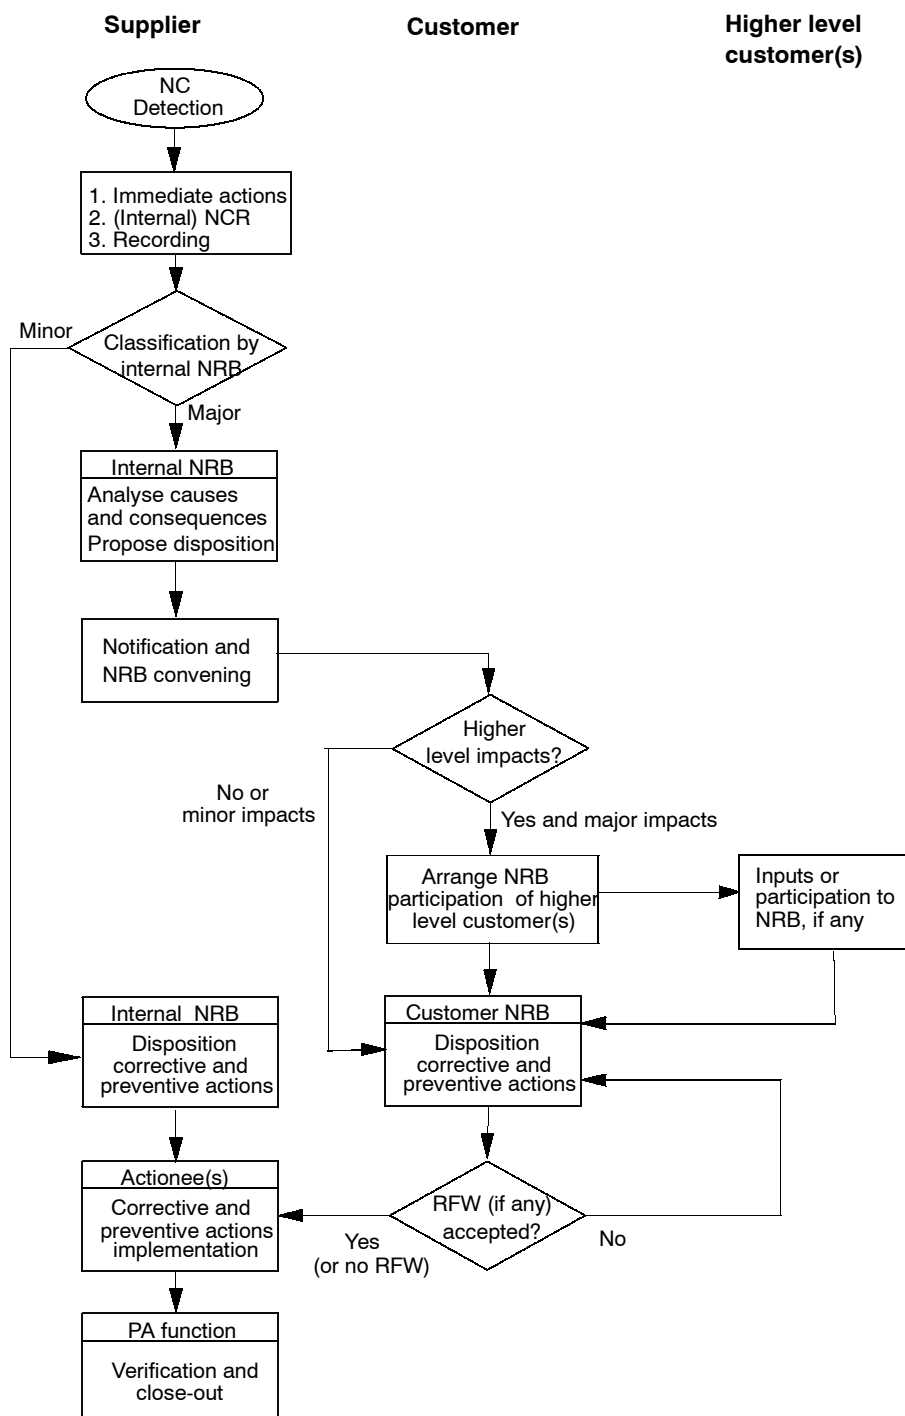 Supplier
Customer
Higher level
customer(s)
NC
Detection
1. Immediate actions
2. (Internal) NCR
3. Recording
Minor
Classification by
internal NRB
Major
Internal NRB
Analyse causes
and consequences
Propose disposition
Notification and
NRB convening
Higher
level impacts?
No or
minor impacts
Yes and major impacts
Arrange NRB
participation of higher
level customer(s)
Inputs or
participation to
NRB, if any
Internal NRB
Disposition
corrective and
preventive actions
Customer NRB
Disposition
corrective and
preventive actions
Actionee(s)
Corrective and
preventive actions
implementation
RFW (if any)
accepted?
Yes
(or no RFW)
No
PA function
Verification and
close-out